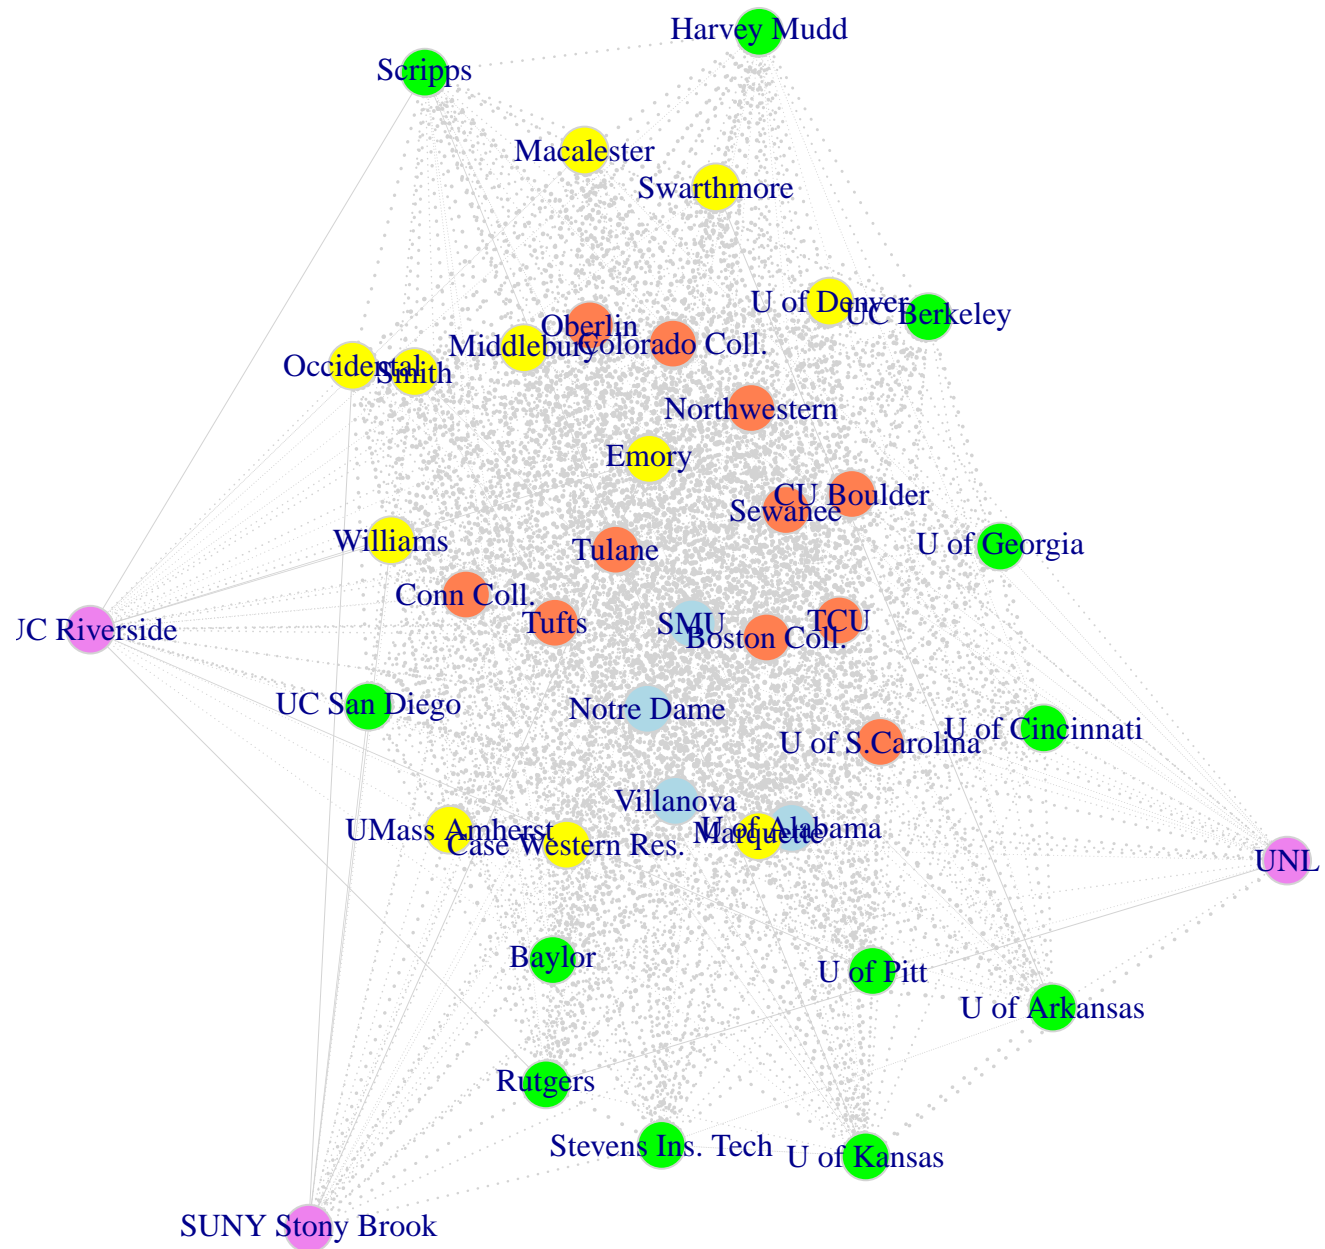 Harvey Mudd
Scripps
Macalester
Swarthmore
U of Denver
UC Berkeley
Oberlin
Middlebury
Colorado Coll.
Occidental
Smith
Northwestern
Emory
CU Boulder
Sewanee
Williams
Tulane
U of Georgia
Conn Coll.
Tufts
SMU
TCU
UC Riverside
Boston Coll.
UC San Diego
Notre Dame
U of S.Carolina
U of Cincinnati
Villanova
UMass Amherst
U of Alabama
Marquette
Case Western Res.
UNL
Baylor
U of Pitt
U of Arkansas
Rutgers
Stevens Ins. Tech
U of Kansas
SUNY Stony Brook